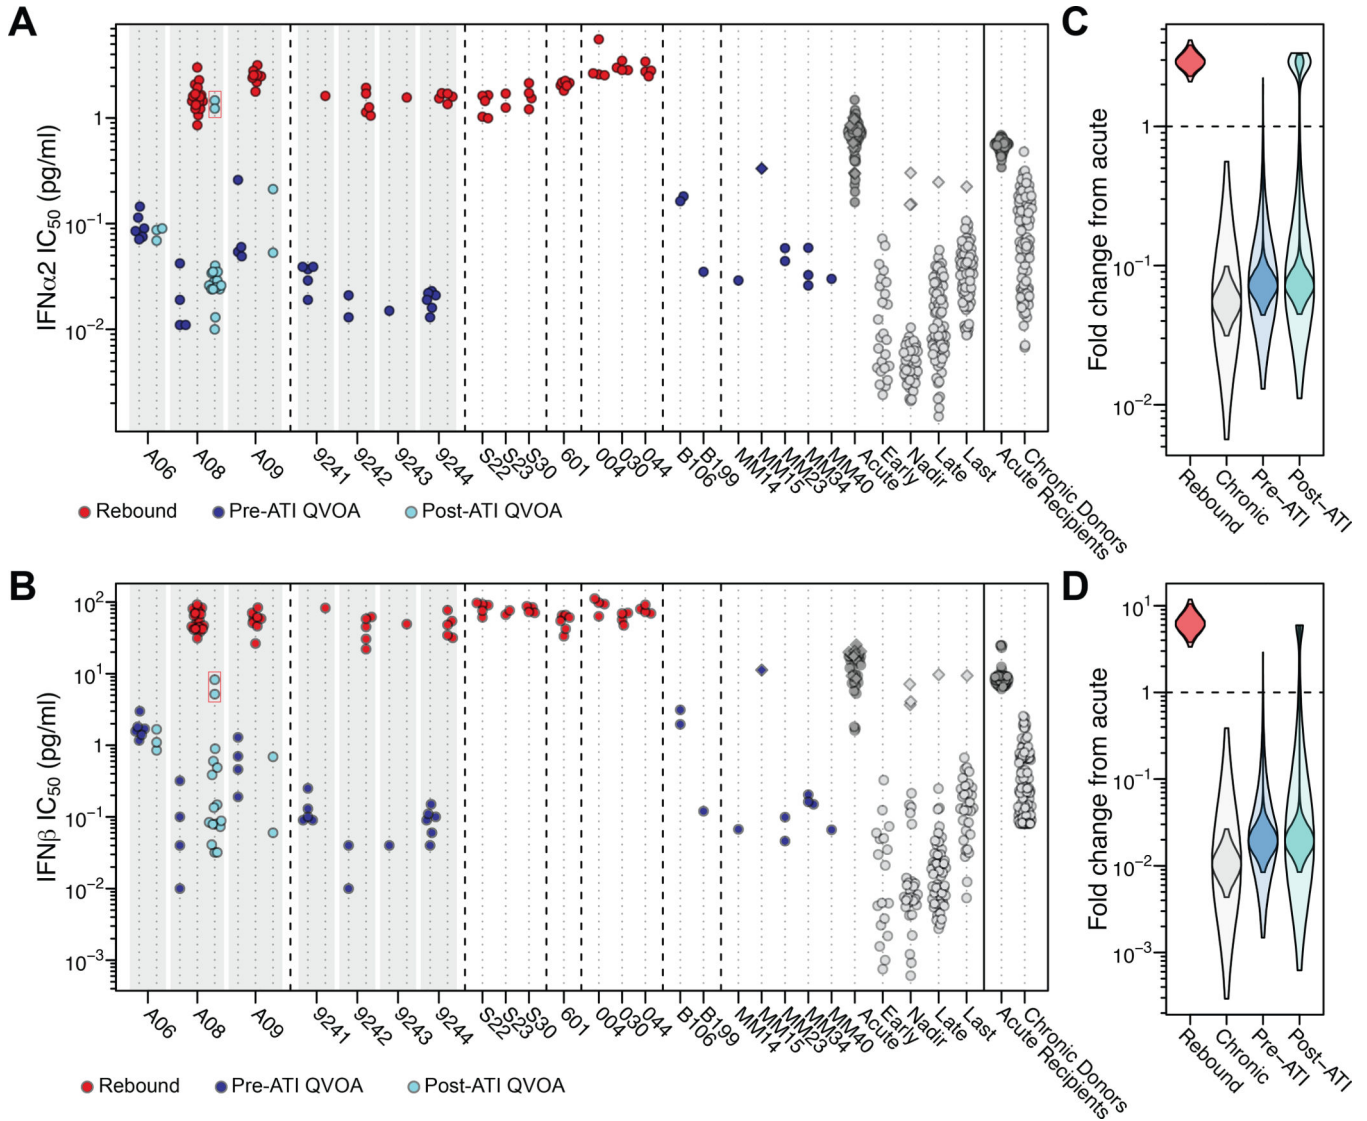 A
IFNα2 IC50 (pg/ml)
1
10−1
10−2
A06
A08
A09
9241
9242
9243
9244
S22
S23
S30
601
004
030
044
B106
B199
MM14
MM15
MM23
MM34
MM40
Acute
Early
Nadir
Late
Last
Acute Recipients
Chronic Donors
Rebound
Pre-ATI QVOA
Post-ATI QVOA
C
Fold change from acute
1
10−1
10−2
Rebound
Chronic
Pre−ATI
Post−ATI
B
IFNβ IC50 (pg/ml)
102
101
1
10−1
10−2
10−3
A06
A08
A09
9241
9242
9243
9244
S22
S23
S30
601
004
030
044
B106
B199
MM14
MM15
MM23
MM34
MM40
Acute
Early
Nadir
Late
Last
Acute Recipients
Chronic Donors
Rebound
Pre-ATI QVOA
Post-ATI QVOA
D
Fold change from acute
101
1
10−1
10−2
10−3
Rebound
Chronic
Pre−ATI
Post−ATI